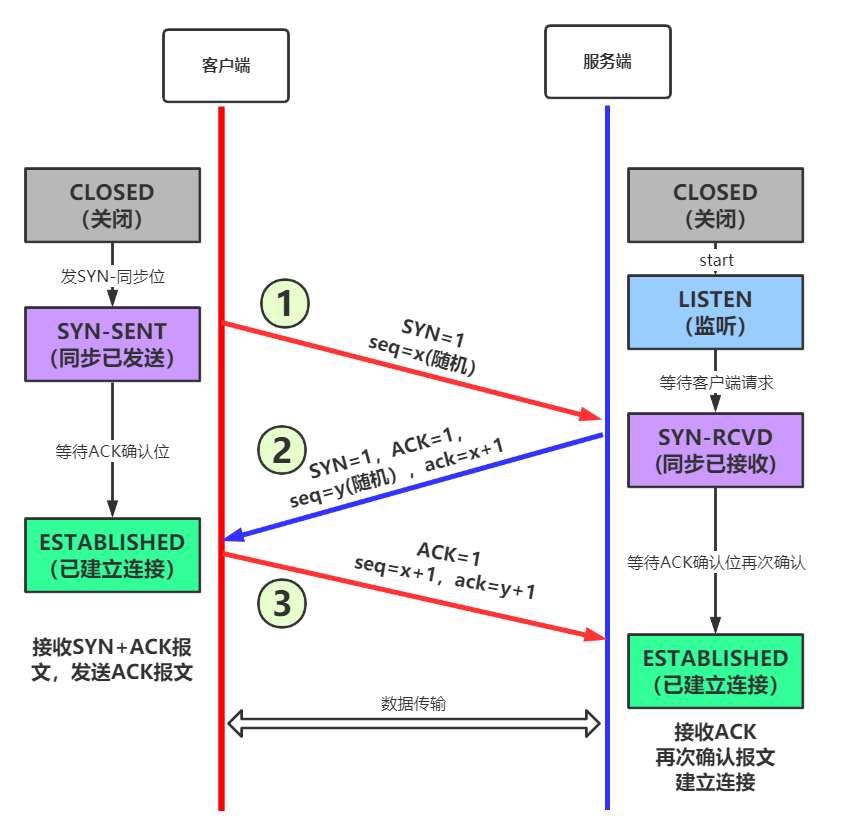 客户端
服务端
CLOSED
（关闭）
CLOSED
（关闭）
发SYN-同步位
start
SYN-SENT
（同步已发送）
LISTEN
（监听）
1
SYN=1
seq=x(随机）
等待客户端请求
等待ACK确认位
2
SYN=1，ACK=1，
seq=y(随机），ack=x+1
SYN-RCVD
(同步已接收)
ESTABLISHED
（已建立连接）
3
ACK=1
seq=x+1，ack=y+1
等待ACK确认位再次确认
接收SYN+ACK报
文，发送ACK报文
ESTABLISHED
（已建立连接）
数据传输
接收ACK
再次确认报文
建立连接